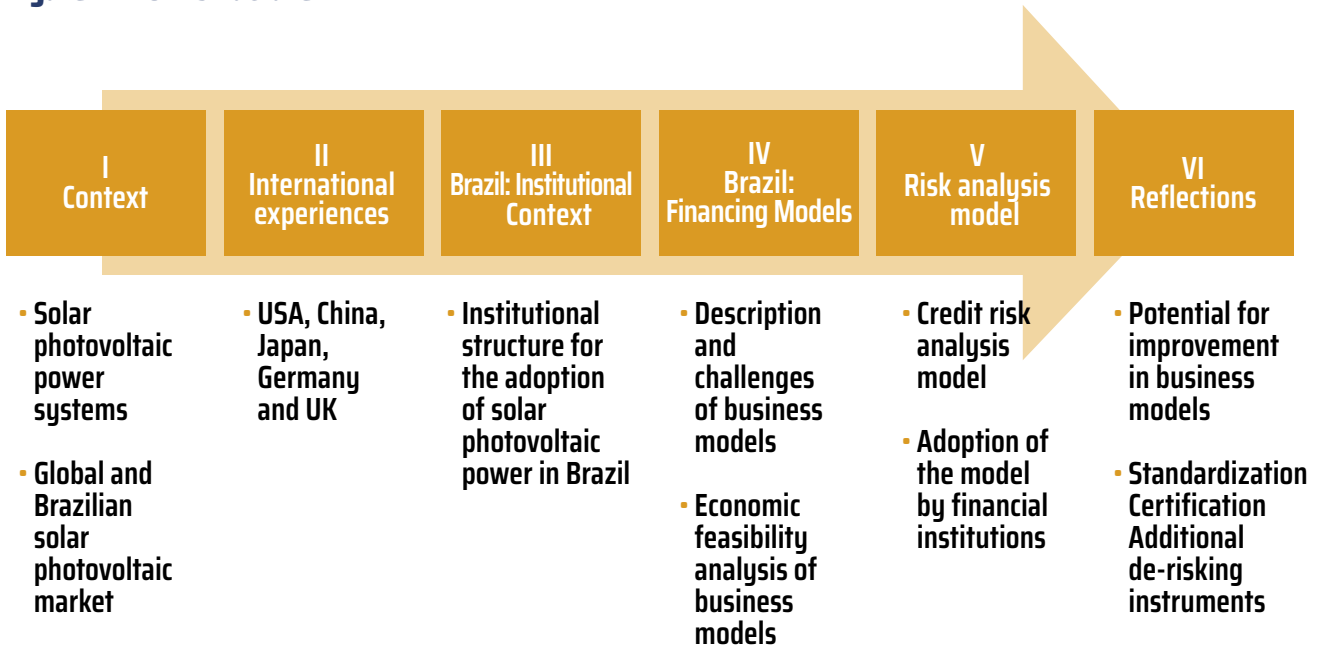 I
Context
II
International
experiences
III
Brazil: Institutional
Context
IV
Brazil:
Financing Models
V
Risk analysis
model
VI
Reflections
• Solar
photovoltaic
power
systems
• Global and
Brazilian
solar
photovoltaic
market
• USA, China,
Japan,
Germany
and UK
• Institutional
structure for
the adoption
of solar
photovoltaic
power in Brazil
• Description
and
challenges
of business
models
• Economic
feasibility
analysis of
business
models
• Credit risk
analysis
model
• Adoption of
the model
by financial
institutions
• Potential for
improvement
in business
models
• Standardization
Certification
Additional
de-risking
instruments